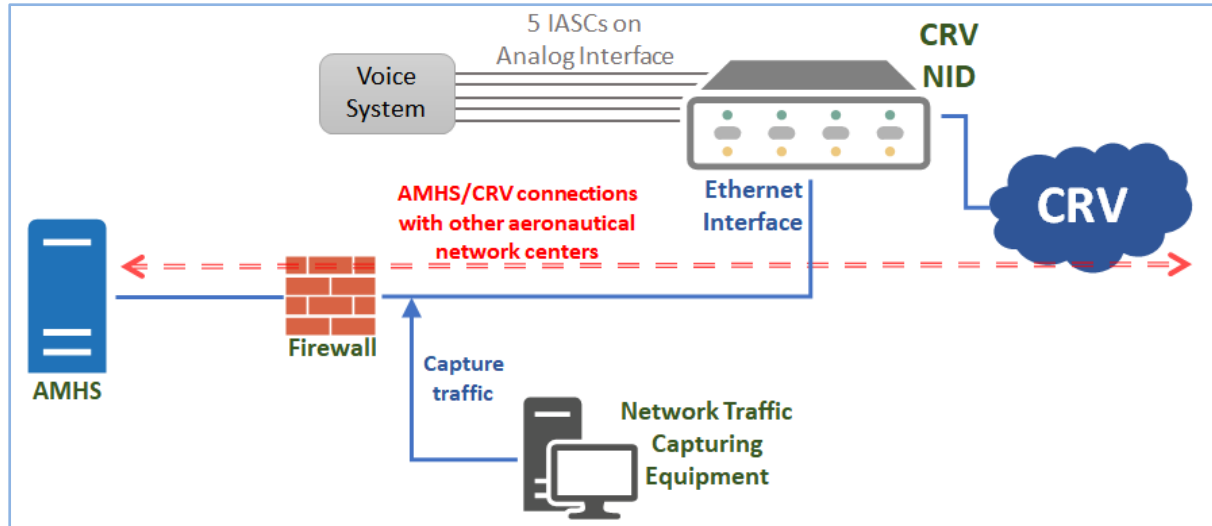 5 IASCs on
Analog Interface
CRV
NID
Voice
System
AMHS/CRV connections
with other aeronautical
network centers
Ethernet
Interface
CRV
Firewall
AMHS
Capture
traffic
Network Traffic
Capturing
Equipment